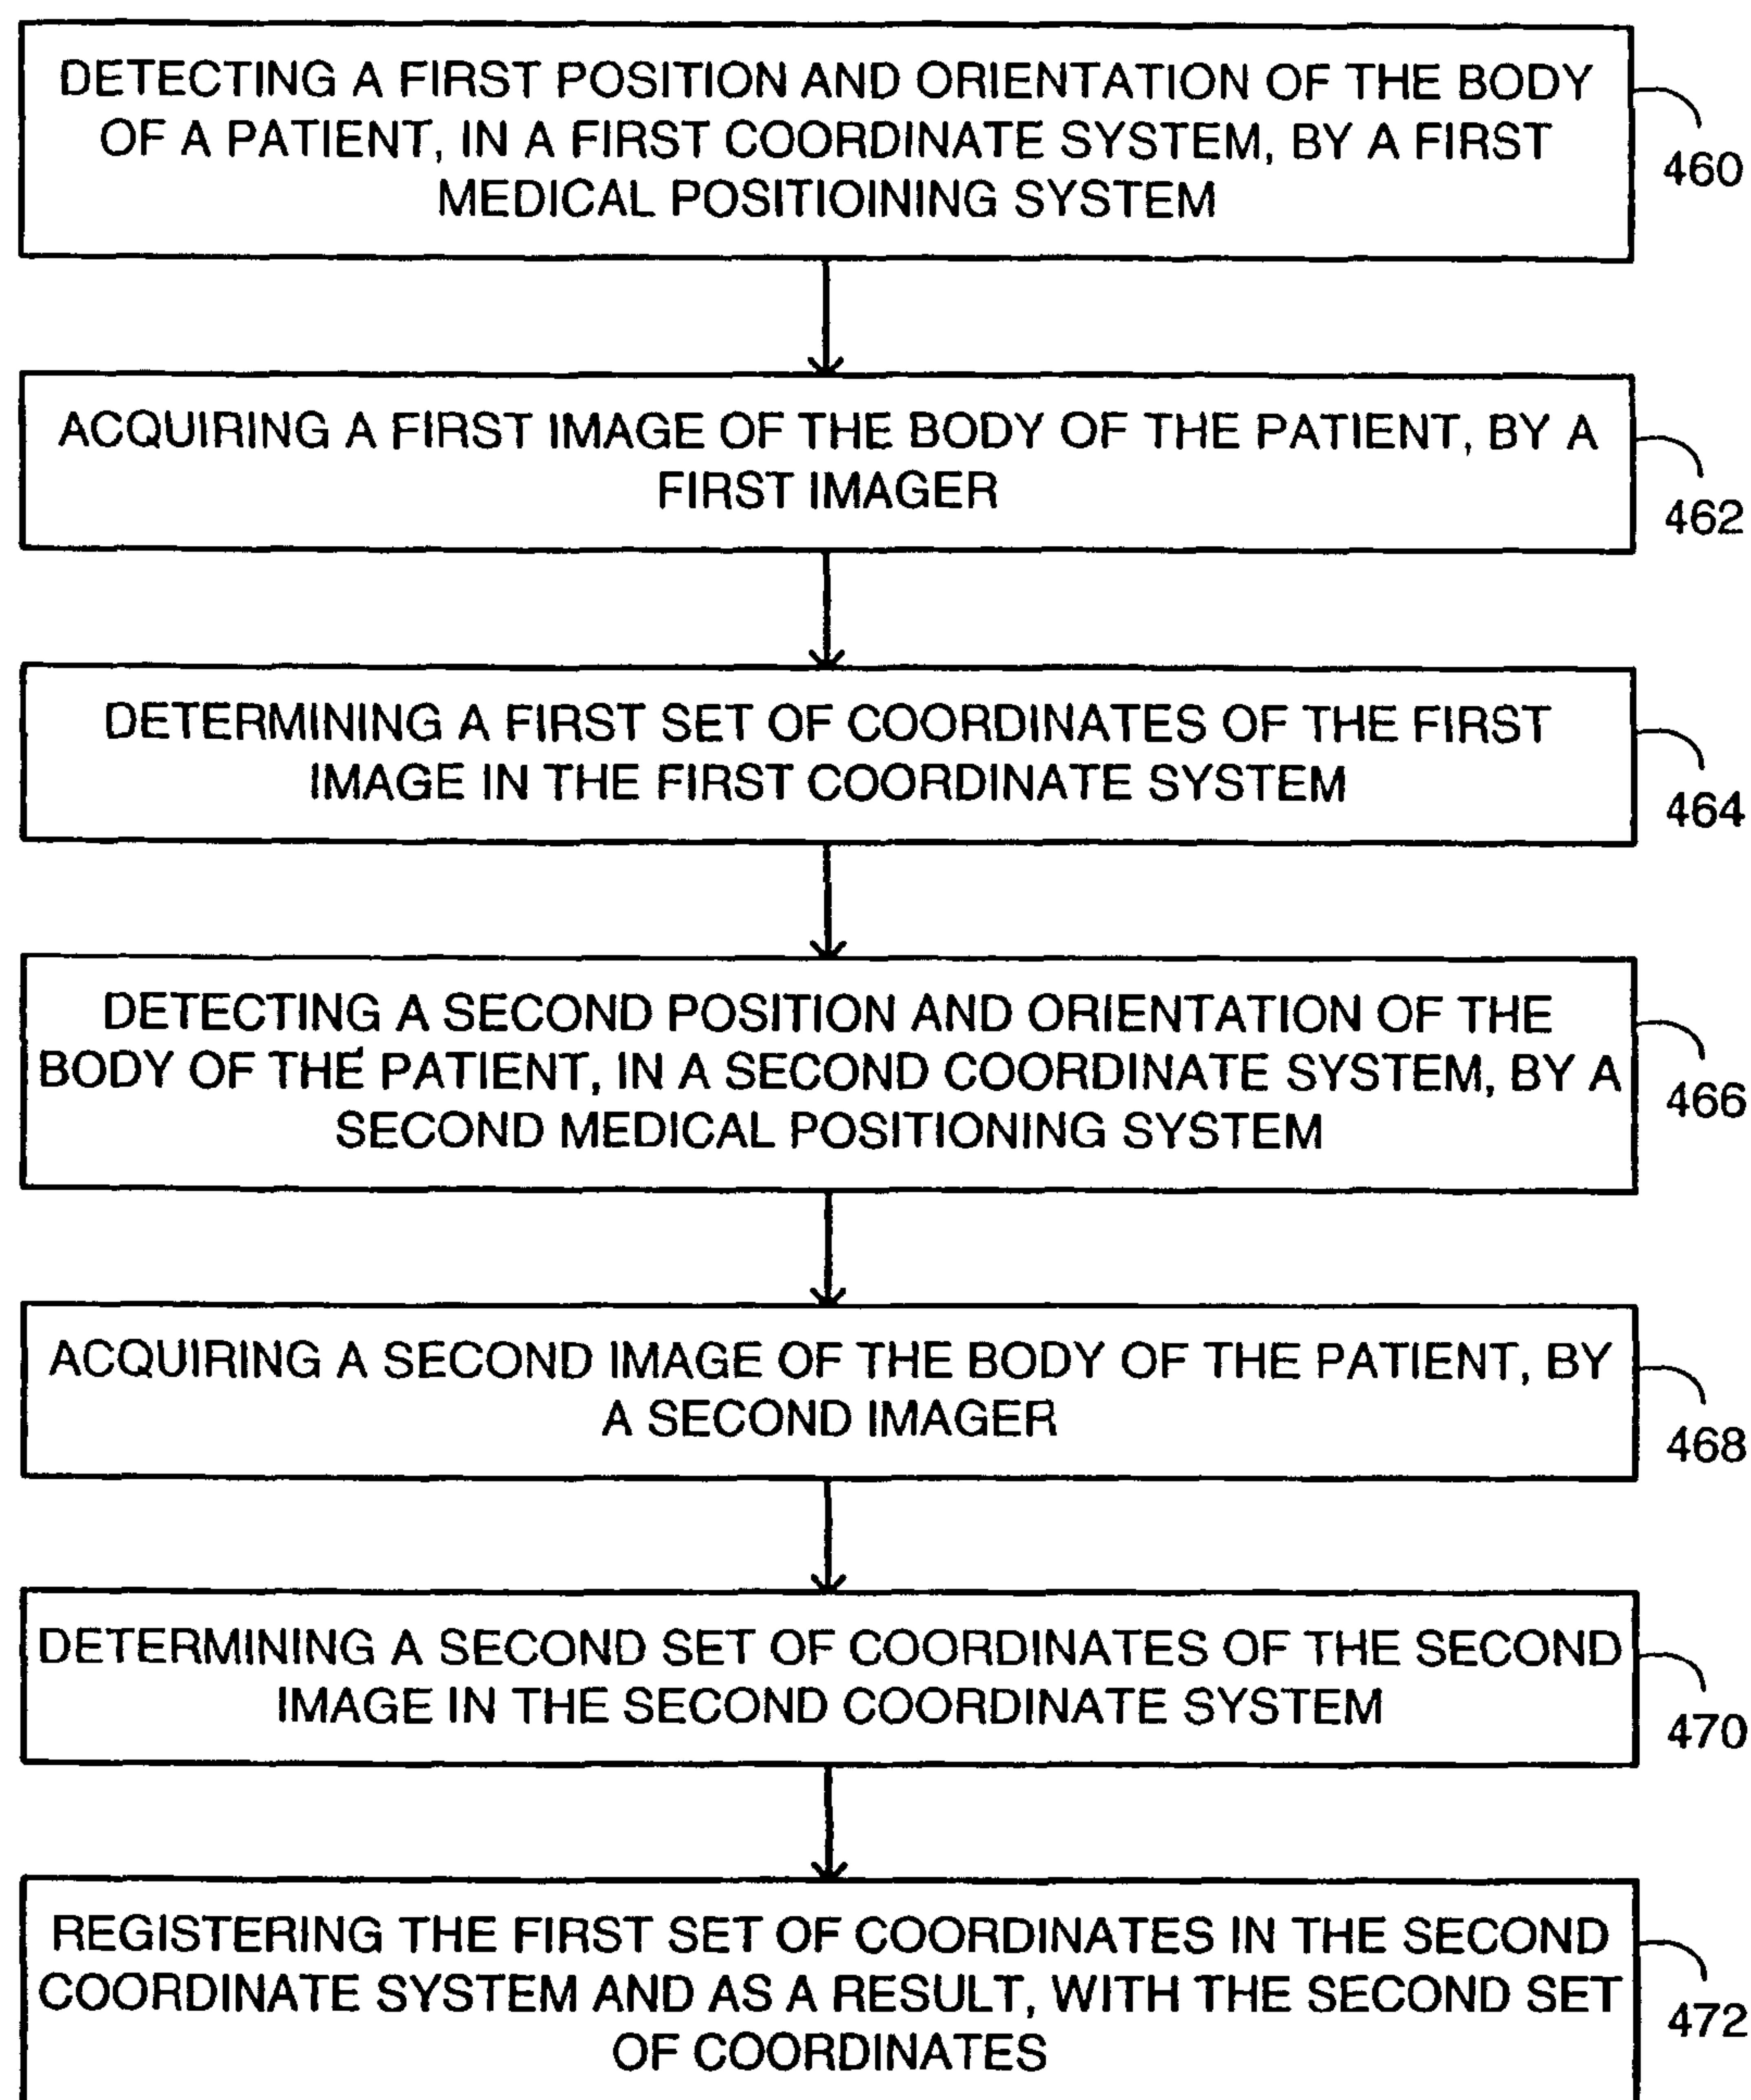 DETECTING A FIRST POSITION AND ORIENTATION OF THE BODY
OF A PATIENT, IN A FIRST COORDINATE SYSTEM, BY A FIRST
MEDICAL POSITIOINING SYSTEM
460
ACQUIRING A FIRST IMAGE OF THE BODY OF THE PATIENT, BY A
FIRST IMAGER
462
DETERMINING A FIRST SET OF COORDINATES OF THE FIRST
IMAGE IN THE FIRST COORDINATE SYSTEM
464
DETECTING A SECOND POSITION AND ORIENTATION OF THE
BODY OF THE PATIENT, IN A SECOND COORDINATE SYSTEM, BY A
SECOND MEDICAL POSITIONING SYSTEM
466
ACQUIRING A SECOND IMAGE OF THE BODY OF THE PATIENT, BY
A SECOND IMAGER
468
DETERMINING A SECOND SET OF COORDINATES OF THE SECOND
IMAGE IN THE SECOND COORDINATE SYSTEM
470
REGISTERING THE FIRST SET OF COORDINATES IN THE SECOND
COORDINATE SYSTEM AND AS A RESULT, WITH THE SECOND SET
OF COORDINATES
472